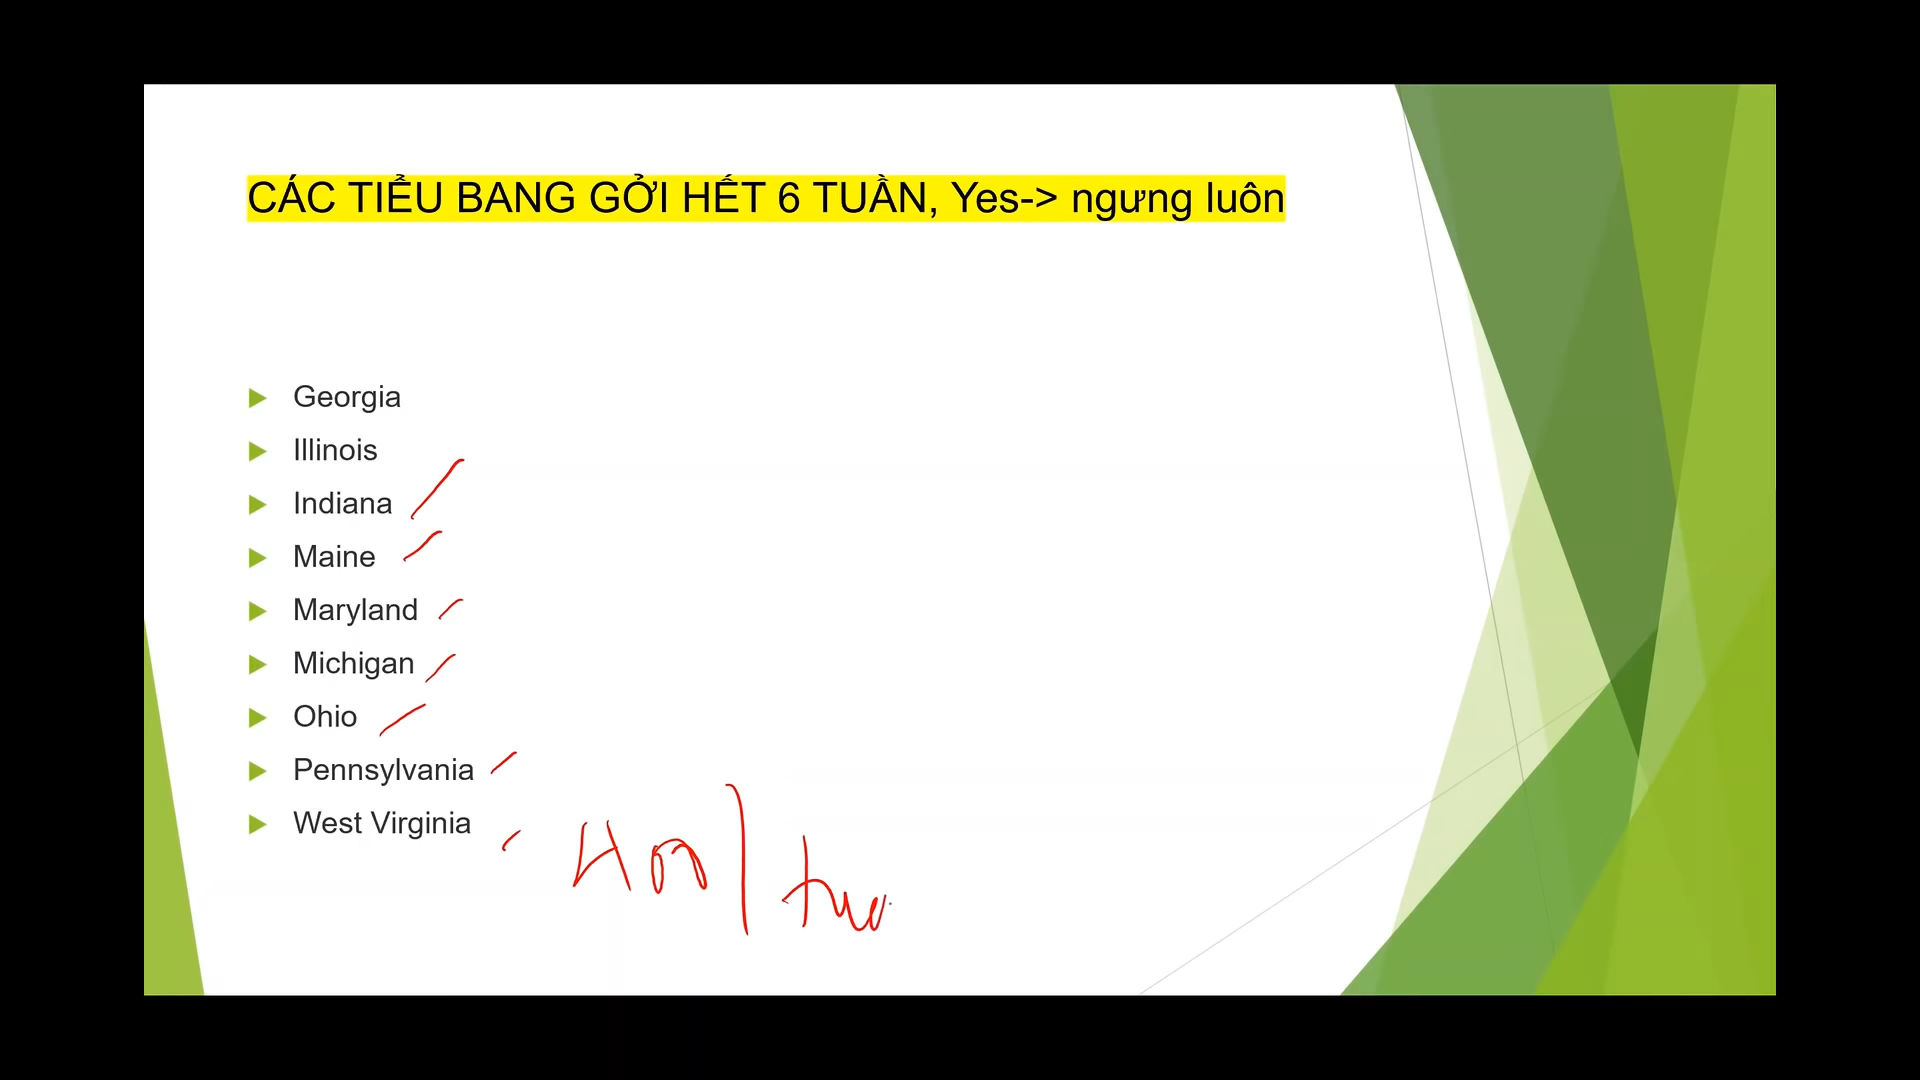 CÁC TIỂU BANG GỞI HẾT 6 TUẦN, Yes-> ngưng luôn
Georgia
Illinois
Indiana
Maine
Maryland
Michigan
Ohio
Pennsylvania
West Virginia